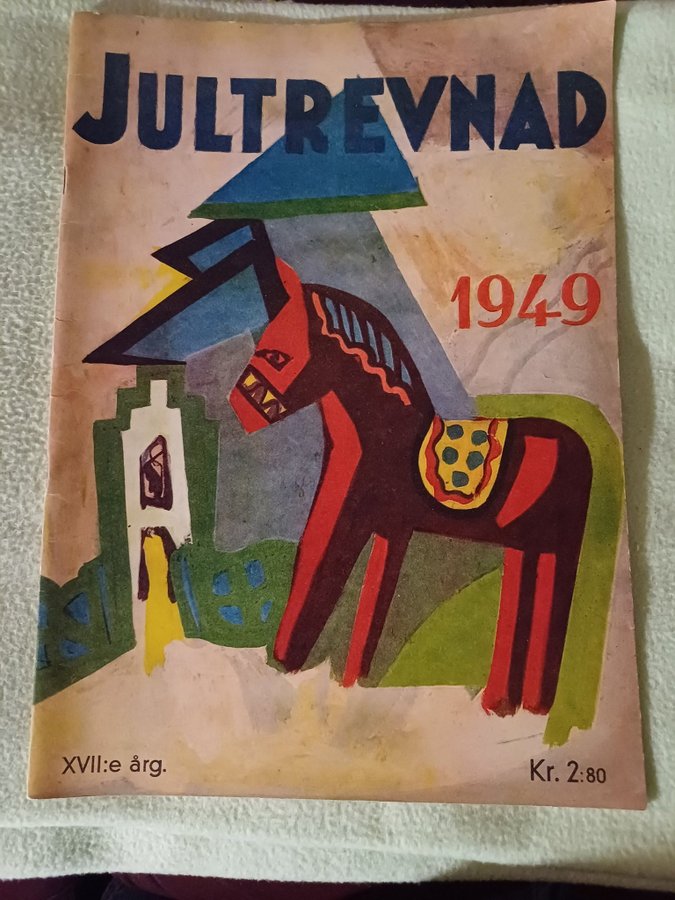 JULTREVNAD
1949
XVII:e årg.
Kr. 2:80